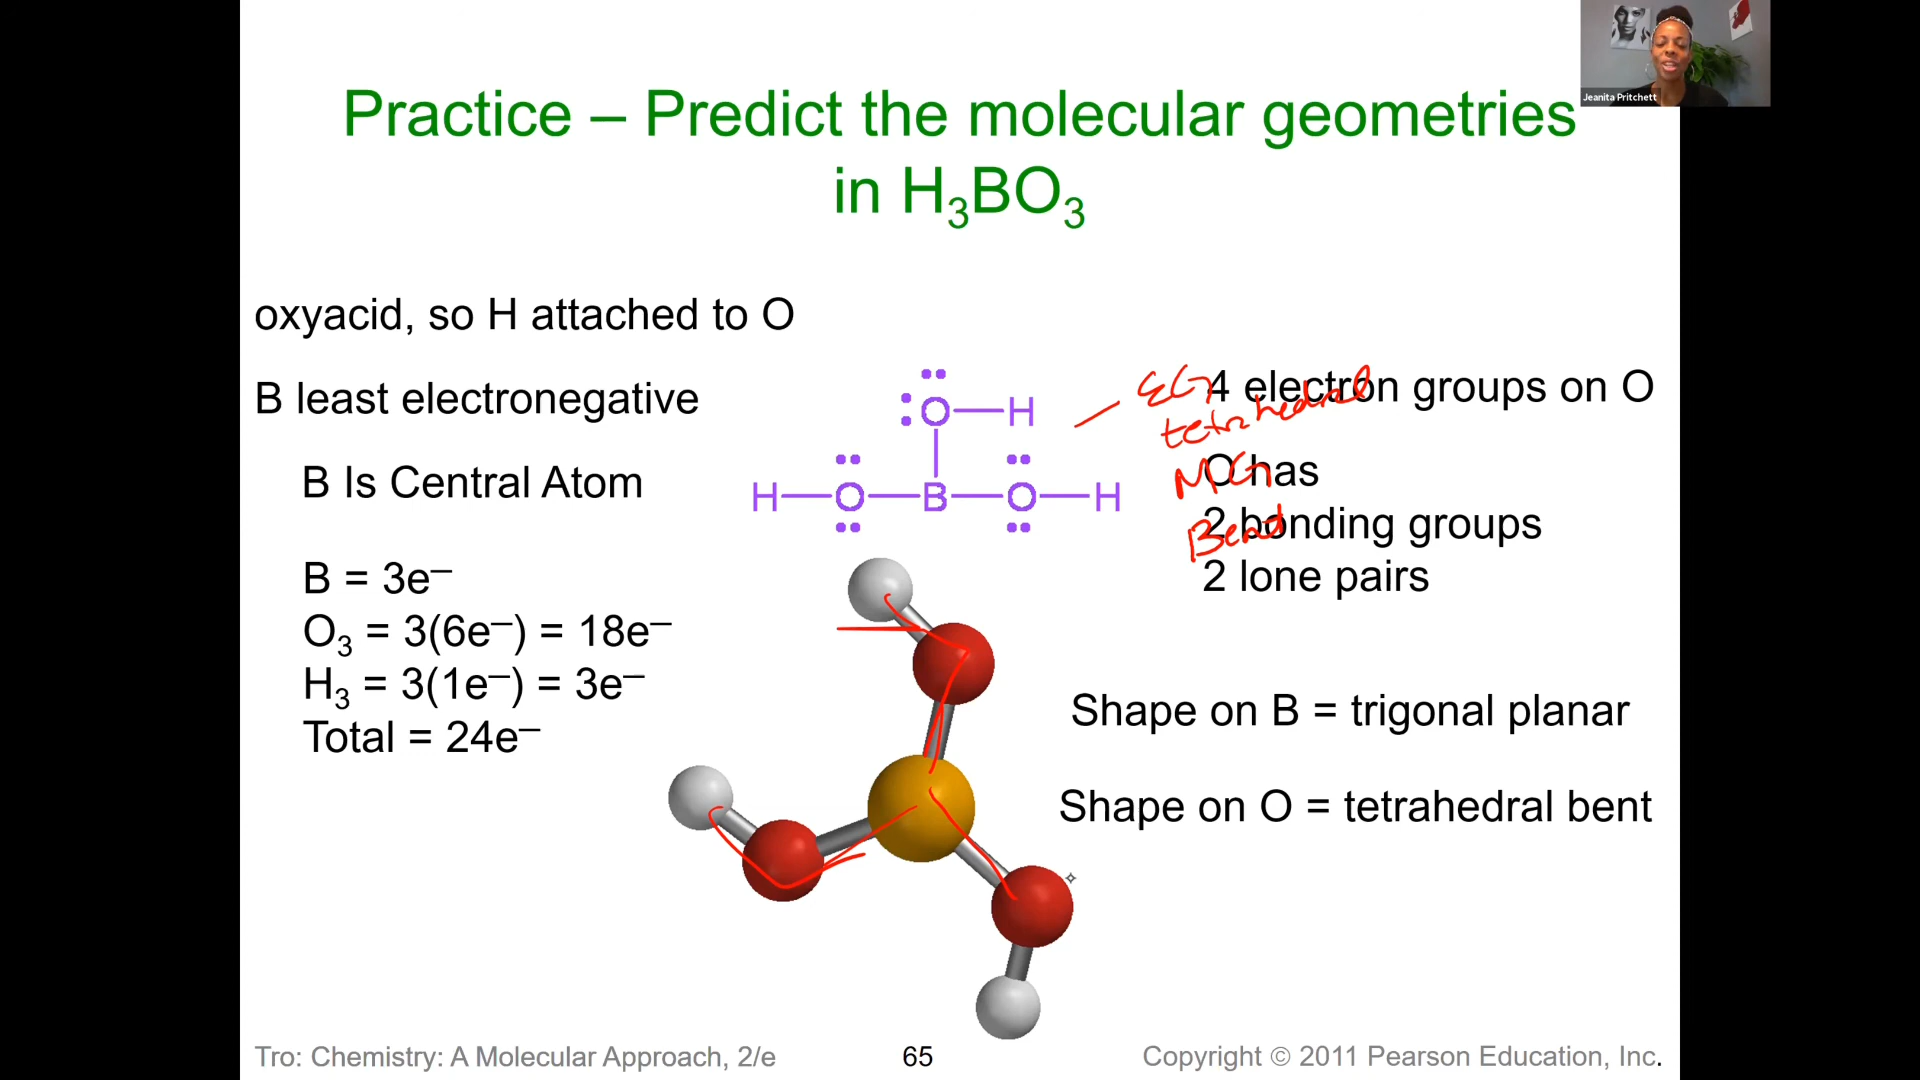 Jeanita Pritchett
Practice – Predict the molecular geometries
in H₃BO₃
oxyacid, so H attached to O
B least electronegative
B Is Central Atom
B = 3e⁻
O₃ = 3(6e⁻) = 18e⁻
H₃ = 3(1e⁻) = 3e⁻
Total = 24e⁻
O H
H O B O H
EG
tetrahedral
MG
Bent
4 electron groups on O
O has
2 bonding groups
2 lone pairs
Shape on B = trigonal planar
Shape on O = tetrahedral bent
Tro: Chemistry: A Molecular Approach, 2/e
65
Copyright © 2011 Pearson Education, Inc.